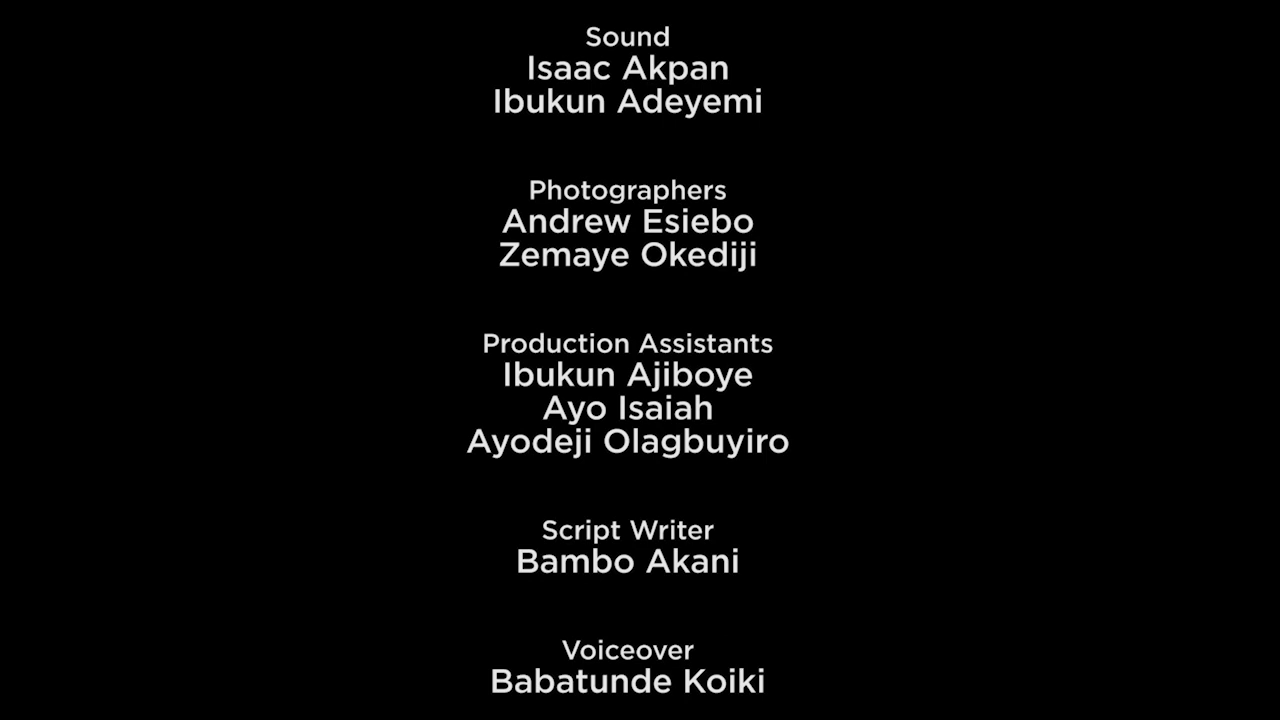 Sound
Isaac Akpan
Ibukun Adeyemi
Photographers
Andrew Esiebo
Zemaye Okediji
Production Assistants
Ibukun Ajiboye
Ayo Isaiah
Ayodeji Olagbuyiro
Script Writer
Bambo Akani
Voiceover
Babatunde Koiki